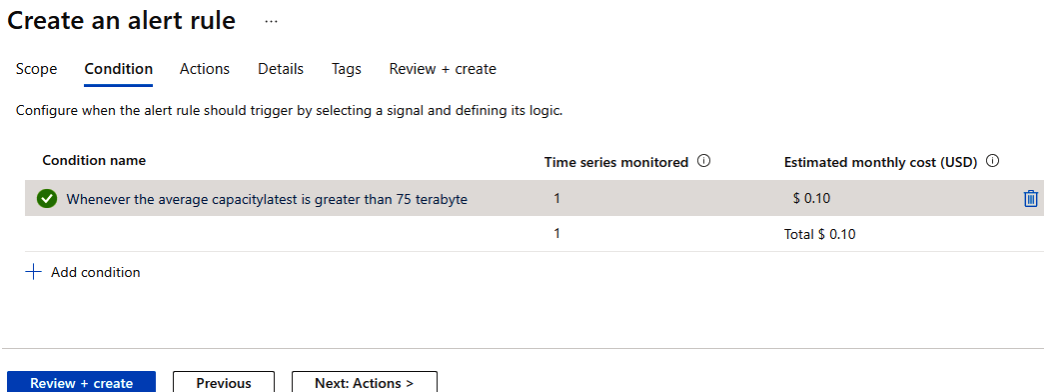 Create an alert rule ...
Scope Condition Actions Details Tags Review + create
Configure when the alert rule should trigger by selecting a signal and defining its logic.
Condition name Time series monitored Estimated monthly cost (USD)
Whenever the average capacitylatest is greater than 75 terabyte 1 $ 0.10
1 Total $ 0.10
+ Add condition
Review + create Previous Next: Actions >